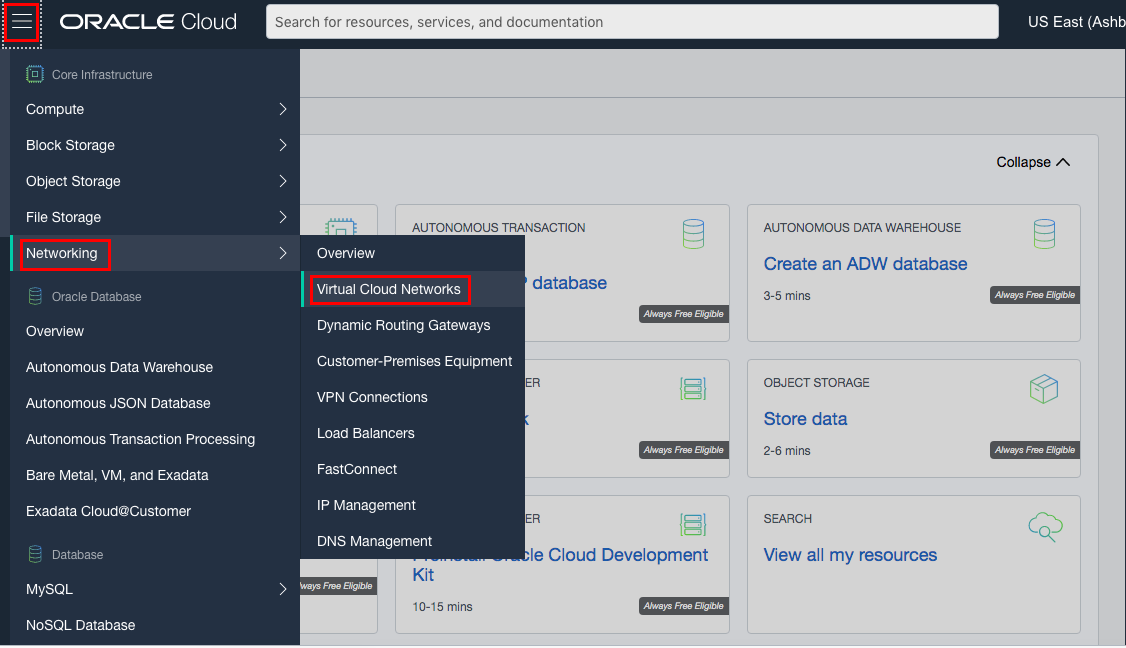 ORACLE Cloud
Search for resources, services, and documentation
US East (Ashb
Core Infrastructure
Compute
Block Storage
Object Storage
File Storage
Networking
Oracle Database
Overview
Autonomous Data Warehouse
Autonomous JSON Database
Autonomous Transaction Processing
Bare Metal, VM, and Exadata
Exadata Cloud@Customer
Database
MySQL
NoSQL Database
Overview
Virtual Cloud Networks
Dynamic Routing Gateways
Customer-Premises Equipment
VPN Connections
Load Balancers
FastConnect
IP Management
DNS Management
Collapse
AUTONOMOUS TRANSACTION
database
Always Free Eligible
AUTONOMOUS DATA WAREHOUSE
Create an ADW database
3-5 mins
Always Free Eligible
ER
k
Always Free Eligible
OBJECT STORAGE
Store data
2-6 mins
Always Free Eligible
ways Free Eligible
ER
Preinstall Oracle Cloud Development
Kit
10-15 mins
Always Free Eligible
SEARCH
View all my resources